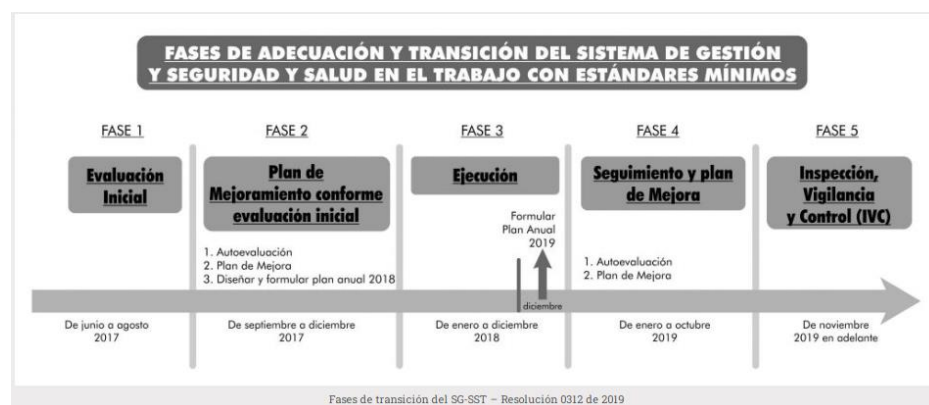 FASES DE ADECUACIÓN Y TRANSICIÓN DEL SISTEMA DE GESTIÓN
Y SEGURIDAD Y SALUD EN EL TRABAJO CON ESTÁNDARES MÍNIMOS
FASE 1
Evaluación
Inicial
De junio a agosto
2017
FASE 2
Plan de
Mejoramiento conforme
evaluación inicial
1. Autoevaluación
2. Plan de Mejora
3. Diseñar y formular plan anual 2018
De septiembre a diciembre
2017
FASE 3
Ejecución
Formular
Plan Anual
2019
diciembre
De enero a diciembre
2018
FASE 4
Seguimiento y plan
de Mejora
1. Autoevaluación
2. Plan de Mejora
De enero a octubre
2019
FASE 5
Inspección,
Vigilancia
y Control (IVC)
De noviembre
2019 en adelante
Fases de transición del SG-SST – Resolución 0312 de 2019